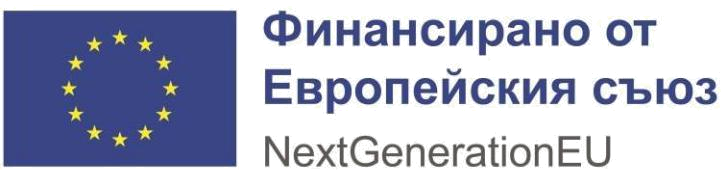 Финансирано от
Европейския съюз
NextGenerationEU